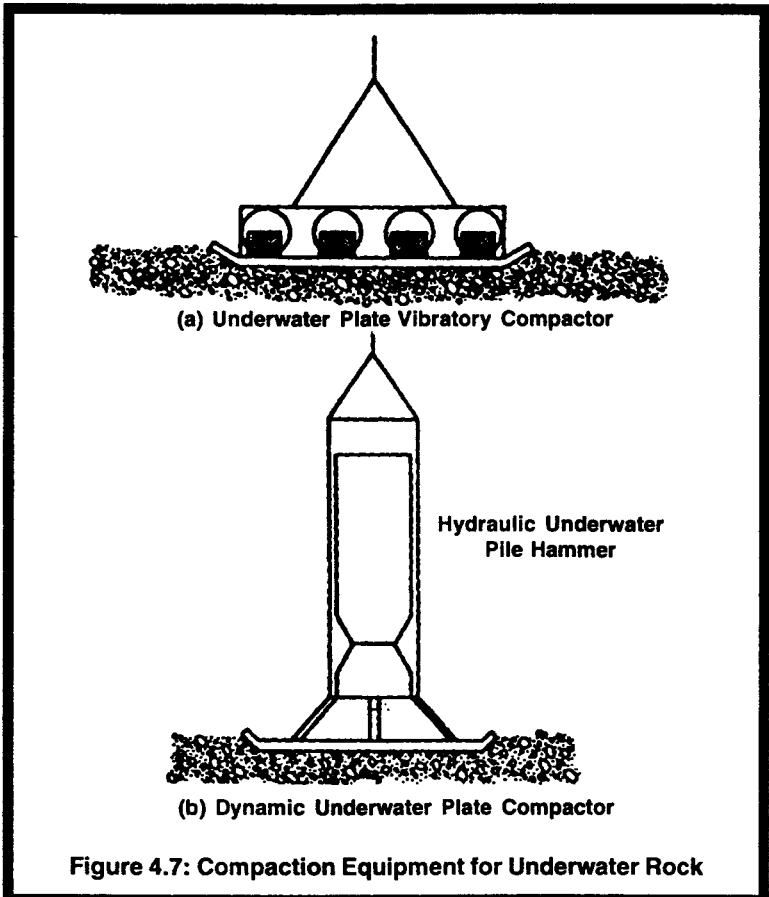 (a) Underwater Plate Vibratory Compactor
Hydraulic Underwater
Pile Hammer
(b) Dynamic Underwater Plate Compactor
Figure 4.7: Compaction Equipment for Underwater Rock